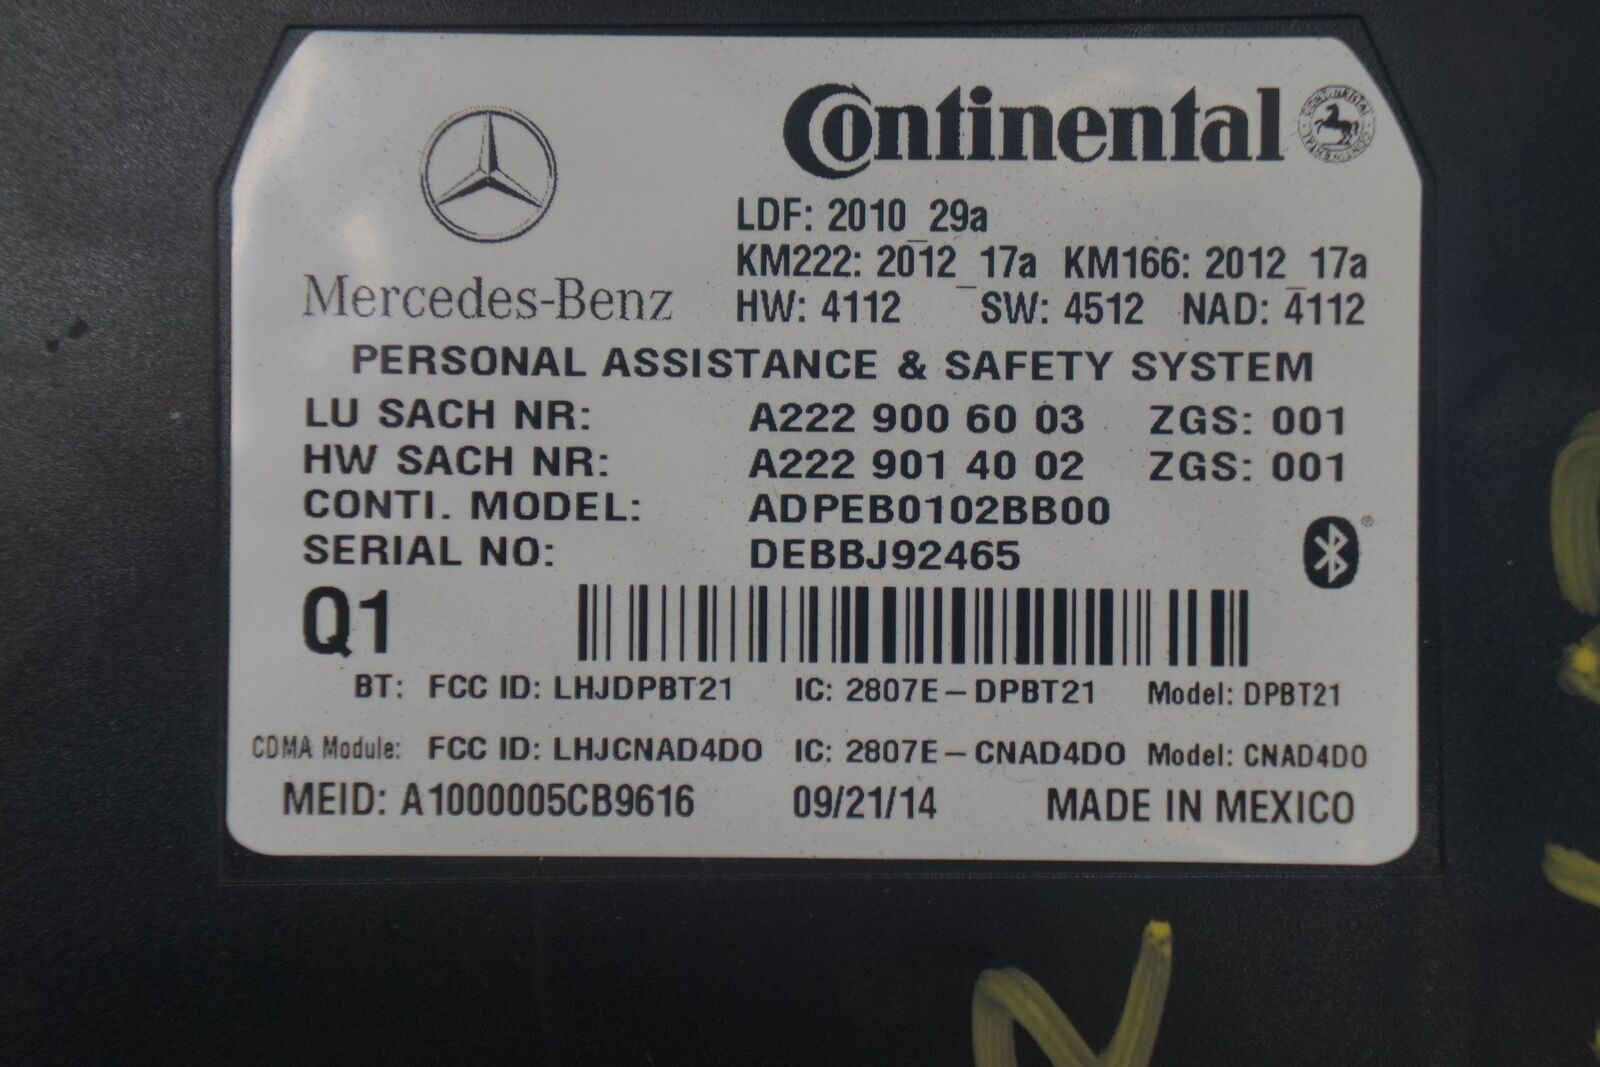 Continental
Mercedes-Benz
LDF: 2010_29a
KM222: 2012_17a KM166: 2012_17a
HW: 4112 SW: 4512 NAD: 4112
PERSONAL ASSISTANCE & SAFETY SYSTEM
LU SACH NR: A222 900 60 03 ZGS: 001
HW SACH NR: A222 901 40 02 ZGS: 001
CONTI. MODEL: ADPEB0102BB00
SERIAL NO: DEBBJ92465
Q1
BT: FCC ID: LHJDPBT21 IC: 2807E-DPBT21 Model: DPBT21
CDMA Module: FCC ID: LHJCNAD4DO IC: 2807E-CNAD4DO Model: CNAD4DO
MEID: A1000005CB9616 09/21/14 MADE IN MEXICO